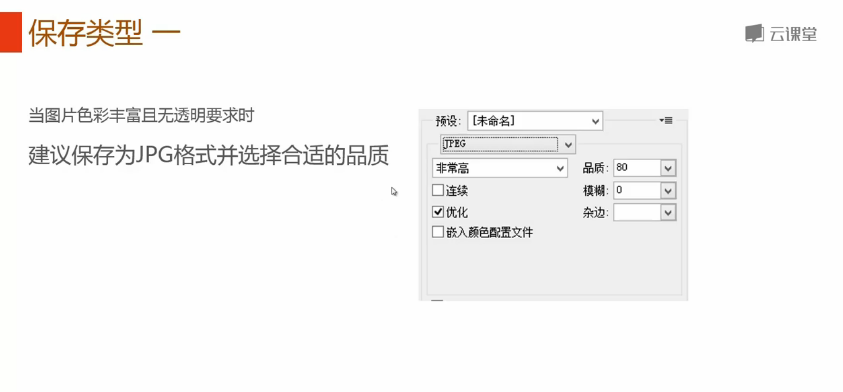 保存类型 一
云课堂
当图片色彩丰富且无透明要求时
建议保存为JPG格式并选择合适的品质
预设: [未命名]
JPEG
非常高 品质: 80
连续 模糊: 0
优化 杂边:
嵌入颜色配置文件